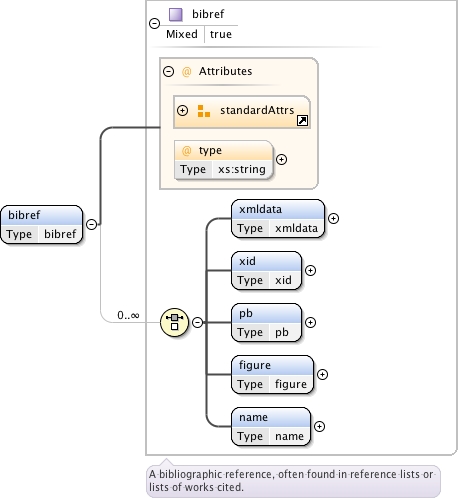 bibref
Mixed true
@ Attributes
standardAttrs
@ type
Type xs:string
bibref
Type bibref
0..∞
xmldata
Type xmldata
xid
Type xid
pb
Type pb
figure
Type figure
name
Type name
A bibliographic reference, often found in reference lists or
lists of works cited.